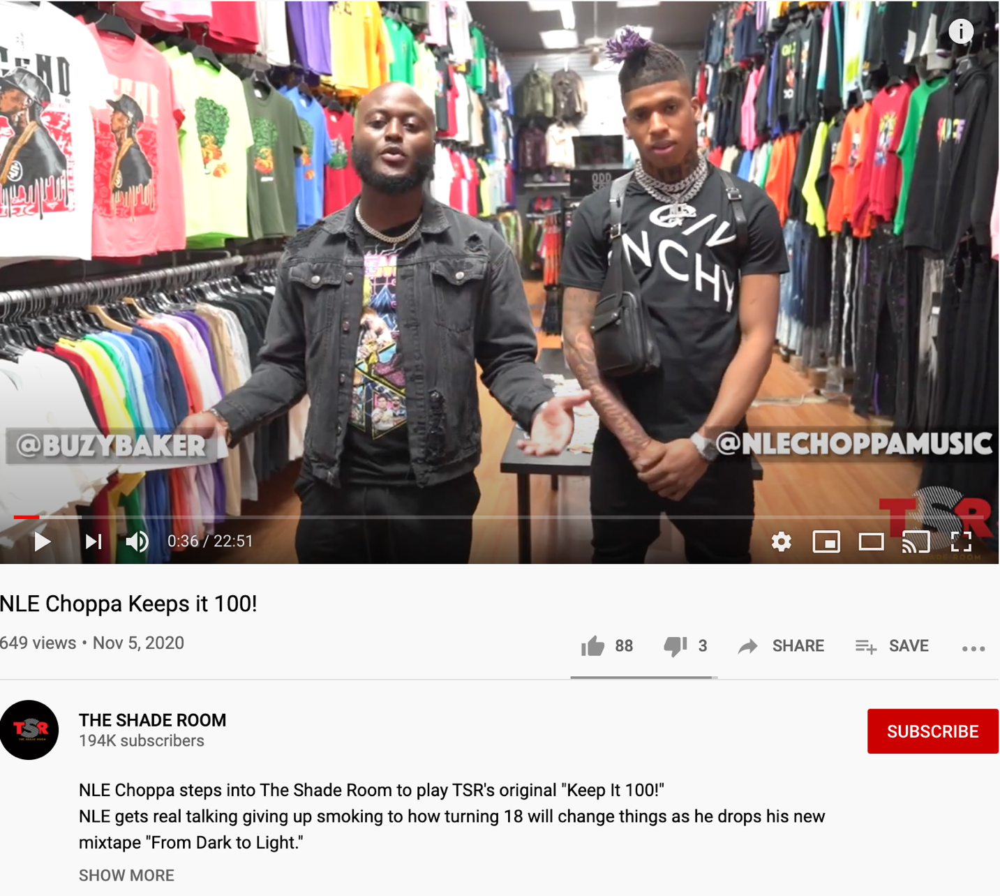 @BUZYBAKER
@NLECHOPPAMUSIC
TSR
0:36 / 22:51
NLE Choppa Keeps it 100!
649 views • Nov 5, 2020
88
3
SHARE
SAVE
TSR
THE SHADE ROOM
194K subscribers
SUBSCRIBE
NLE Choppa steps into The Shade Room to play TSR's original "Keep It 100!"
NLE gets real talking giving up smoking to how turning 18 will change things as he drops his new
mixtape "From Dark to Light."
SHOW MORE